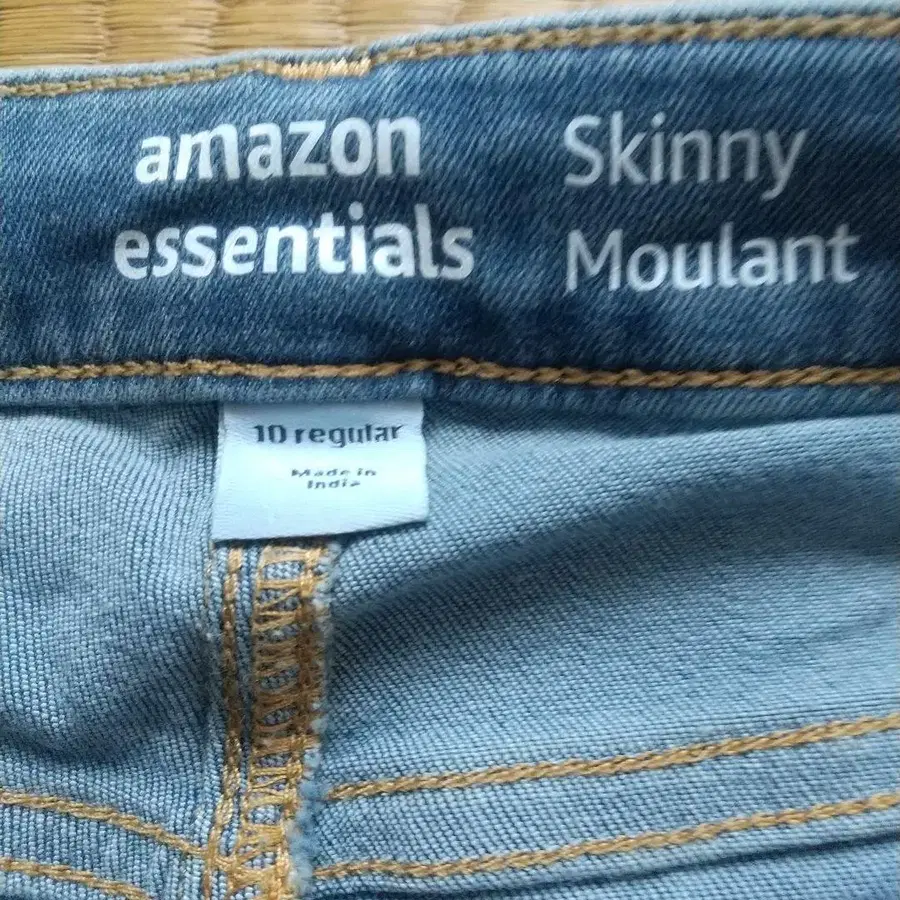 amazon
essentials
Skinny
Moulant
10 regular
Made in
India